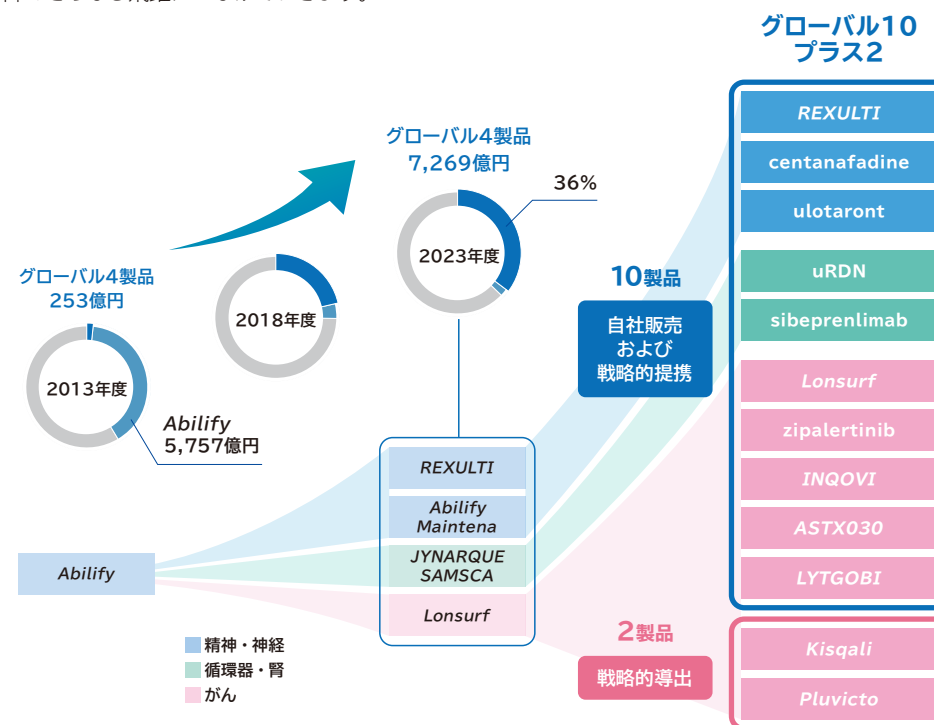 グローバル10
プラス2
グローバル4製品
7,269億円
36%
2023年度
グローバル4製品
253億円
2018年度
2013年度
Abilify
5,757億円
10製品
自社販売
および
戦略的提携
REXULTI
centanafadine
ulotaront
uRDN
sibeprenlimab
Lonsurf
zipalertinib
INQOVI
ASTX030
LYTGOBI
Abilify
REXULTI
Abilify
Maintena
JYNARQUE
SAMSCA
Lonsurf
精神・神経
循環器・腎
がん
2製品
戦略的導出
Kisqali
Pluvicto